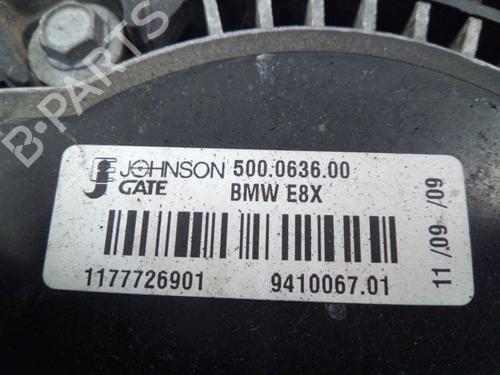 B-PARTS
JOHNSON 500.0636.00
GATE BMW E8X
1177726901 9410067.01
11/09 /09